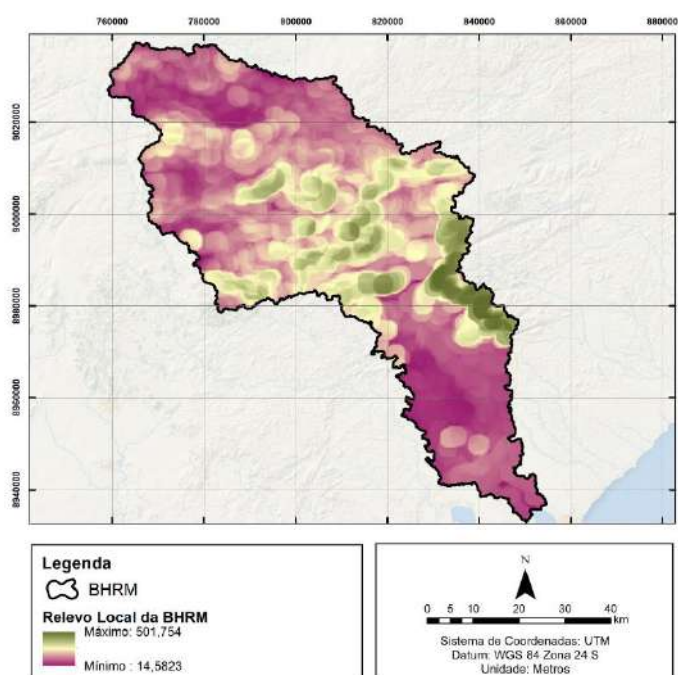 760000 780000 800000 820000 840000 860000 880000
9020000
9000000
8980000
8960000
8940000
Legenda
BHRM
Relevo Local da BHRM
Máximo: 501,754
Mínimo : 14,5823
N
0 5 10 20 30 40
km
Sistema de Coordenadas: UTM
Datum: WGS 84 Zona 24 S
Unidade: Metros